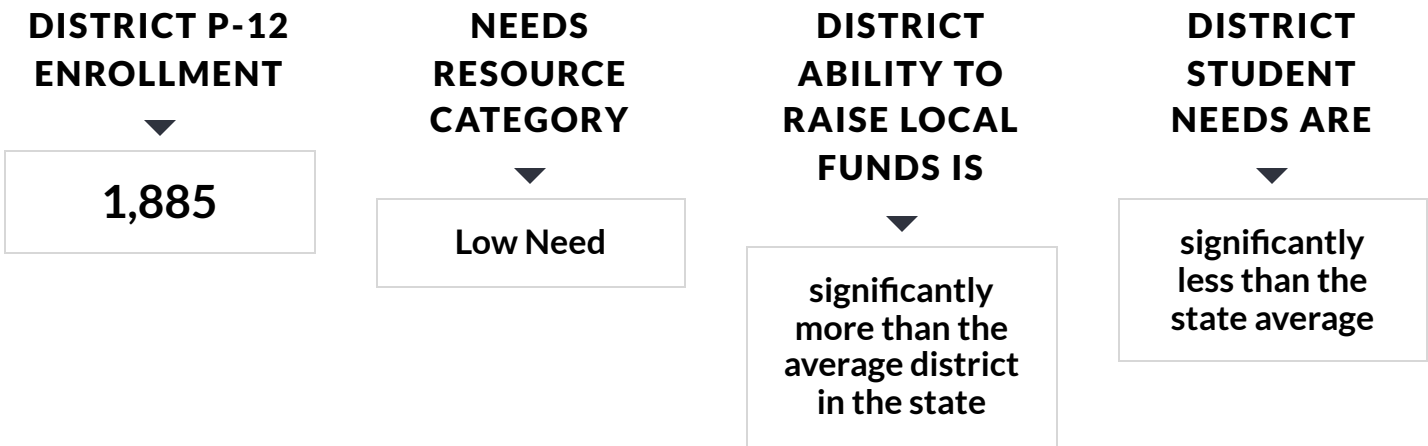 DISTRICT P-12
ENROLLMENT
1,885
NEEDS
RESOURCE
CATEGORY
Low Need
DISTRICT
ABILITY TO
RAISE LOCAL
FUNDS IS
significantly
more than the
average district
in the state
DISTRICT
STUDENT
NEEDS ARE
significantly
less than the
state average